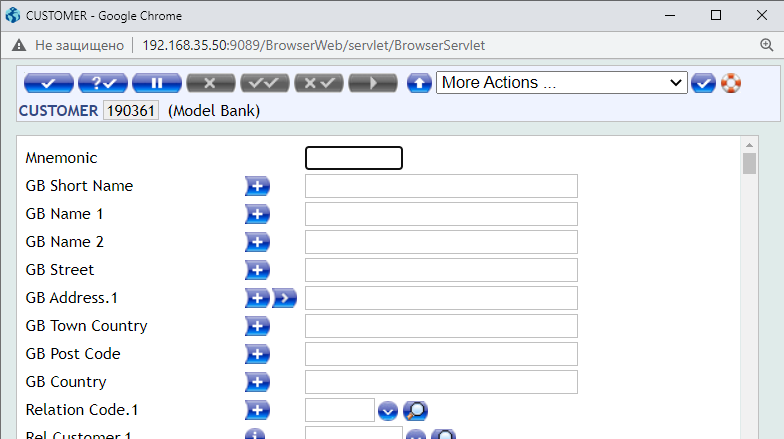 CUSTOMER - Google Chrome
Не защищено 192.168.35.50:9089/BrowserWeb/servlet/BrowserServlet
More Actions ...
CUSTOMER 190361 (Model Bank)
Mnemonic
GB Short Name
GB Name 1
GB Name 2
GB Street
GB Address.1
GB Town Country
GB Post Code
GB Country
Relation Code.1
Rel Customer.1